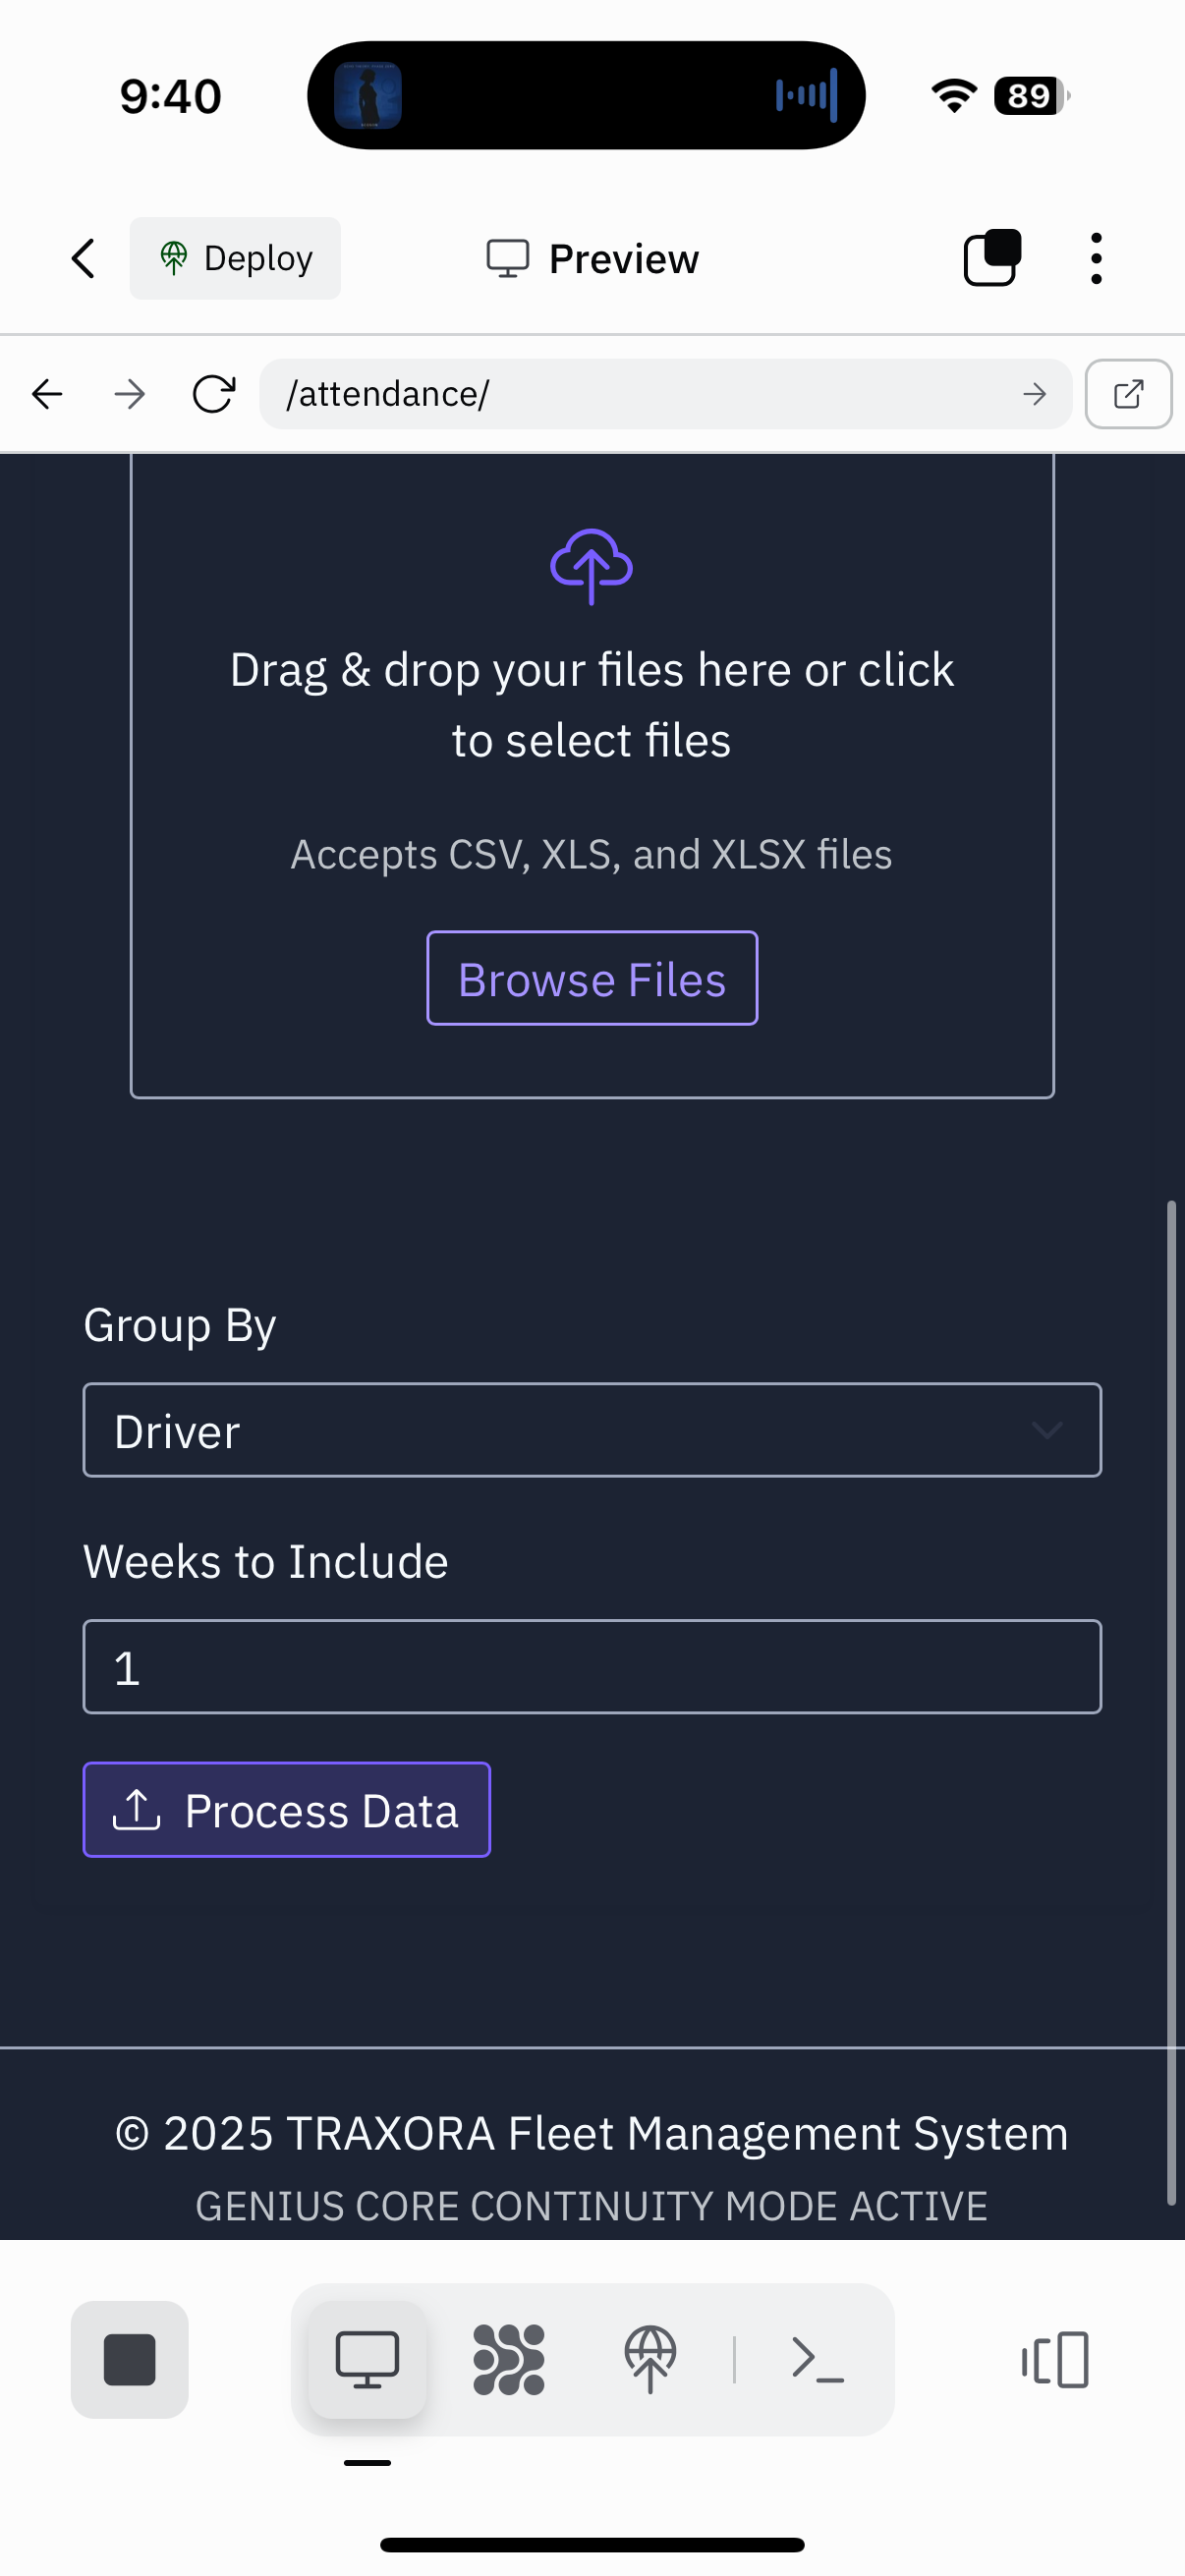 9:40
89
Deploy
Preview
/attendance/
Drag & drop your files here or click
to select files
Accepts CSV, XLS, and XLSX files
Browse Files
Group By
Driver
Weeks to Include
1
Process Data
© 2025 TRAXORA Fleet Management System
GENIUS CORE CONTINUITY MODE ACTIVE